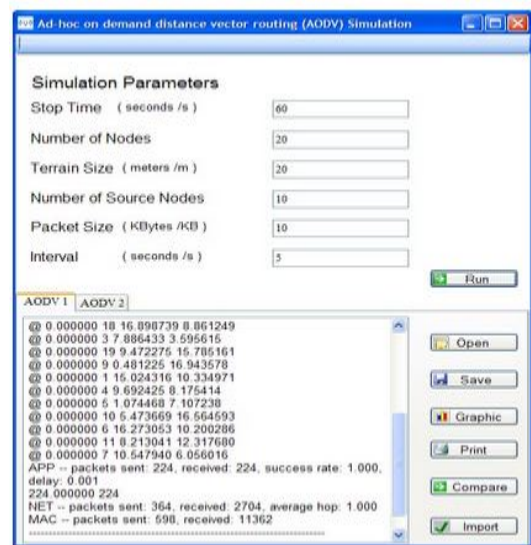 Ad-hoc on demand distance vector routing (AODV) Simulation
Simulation Parameters
Stop Time ( seconds /s ) 60
Number of Nodes 20
Terrain Size ( meters /m ) 20
Number of Source Nodes 10
Packet Size ( KBytes /KB ) 10
Interval ( seconds /s ) 5
Run
AODV 1 AODV 2
@ 0.000000 18 16.898739 8.861249
@ 0.000000 3 7.886433 3.595615
@ 0.000000 19 9.472275 15.785161
@ 0.000000 9 0.481225 16.943578
@ 0.000000 1 15.024316 10.334971
@ 0.000000 4 9.692425 8.175414
@ 0.000000 5 1.074468 7.107238
@ 0.000000 10 5.473669 16.564593
@ 0.000000 6 16.273053 10.200286
@ 0.000000 11 8.213041 12.317680
@ 0.000000 7 10.547940 6.056016
APP -- packets sent: 224, received: 224, success rate: 1.000,
delay: 0.001
224.000000 224
NET -- packets sent: 364, received: 2704, average hop: 1.000
MAC -- packets sent: 598, received: 11362
Open
Save
Graphic
Print
Compare
Import